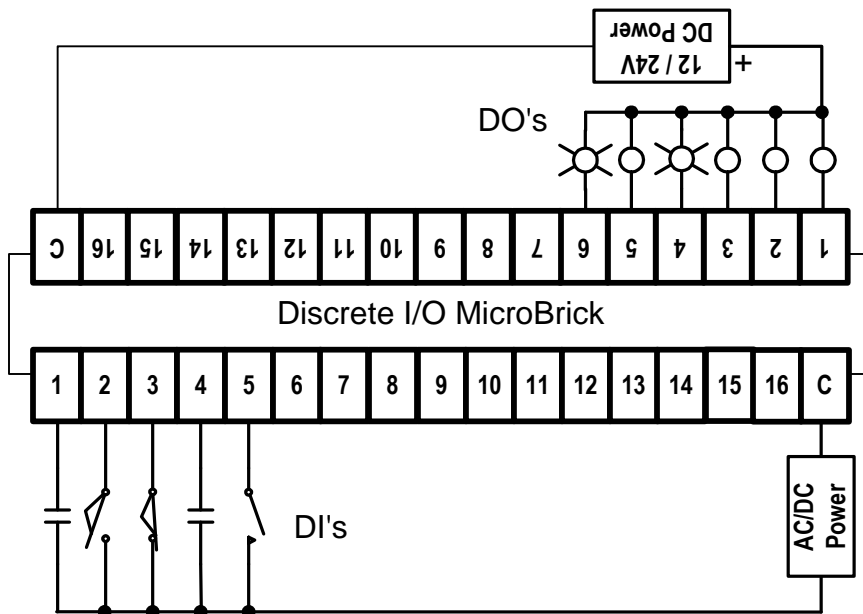 12 / 24V
DC Power
+
DO's
C 16 15 14 13 12 11 10 9 8 7 6 5 4 3 2 1
Discrete I/O MicroBrick
1 2 3 4 5 6 7 8 9 10 11 12 13 14 15 16 C
DI's
AC/DC
Power